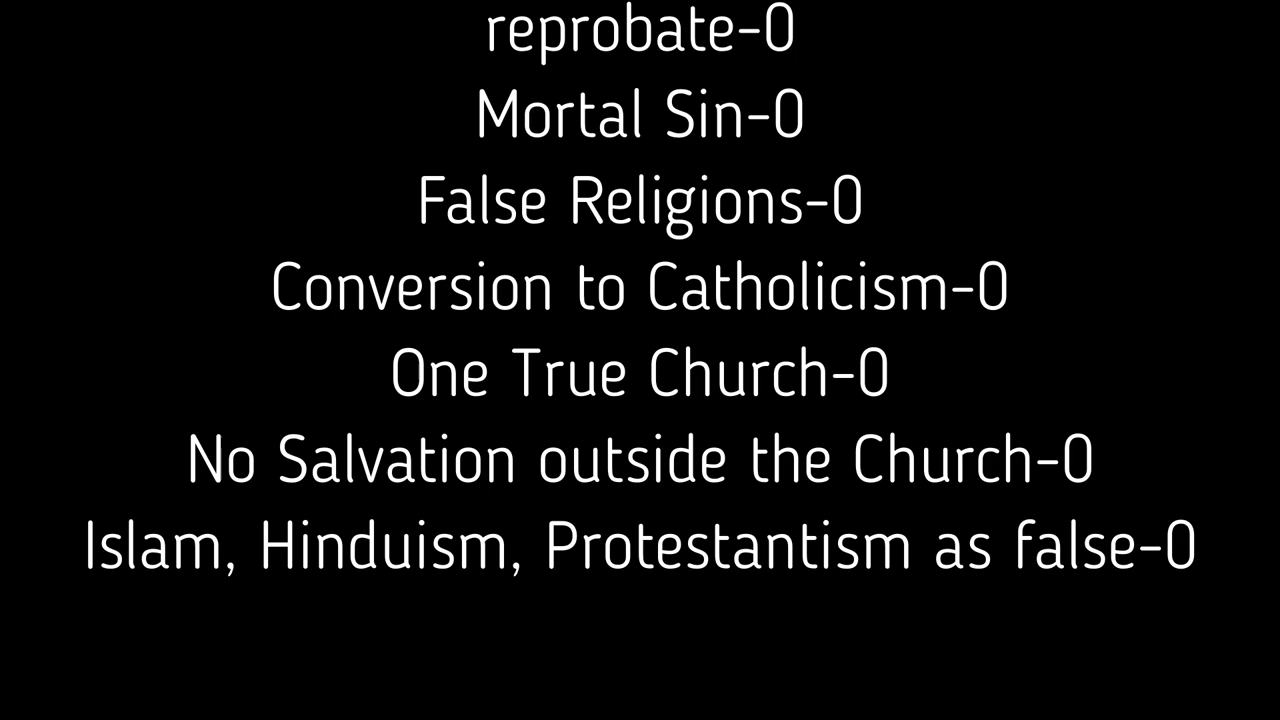 reprobate-0
Mortal Sin-0
False Religions-0
Conversion to Catholicism-0
One True Church-0
No Salvation outside the Church-0
Islam, Hinduism, Protestantism as false-0